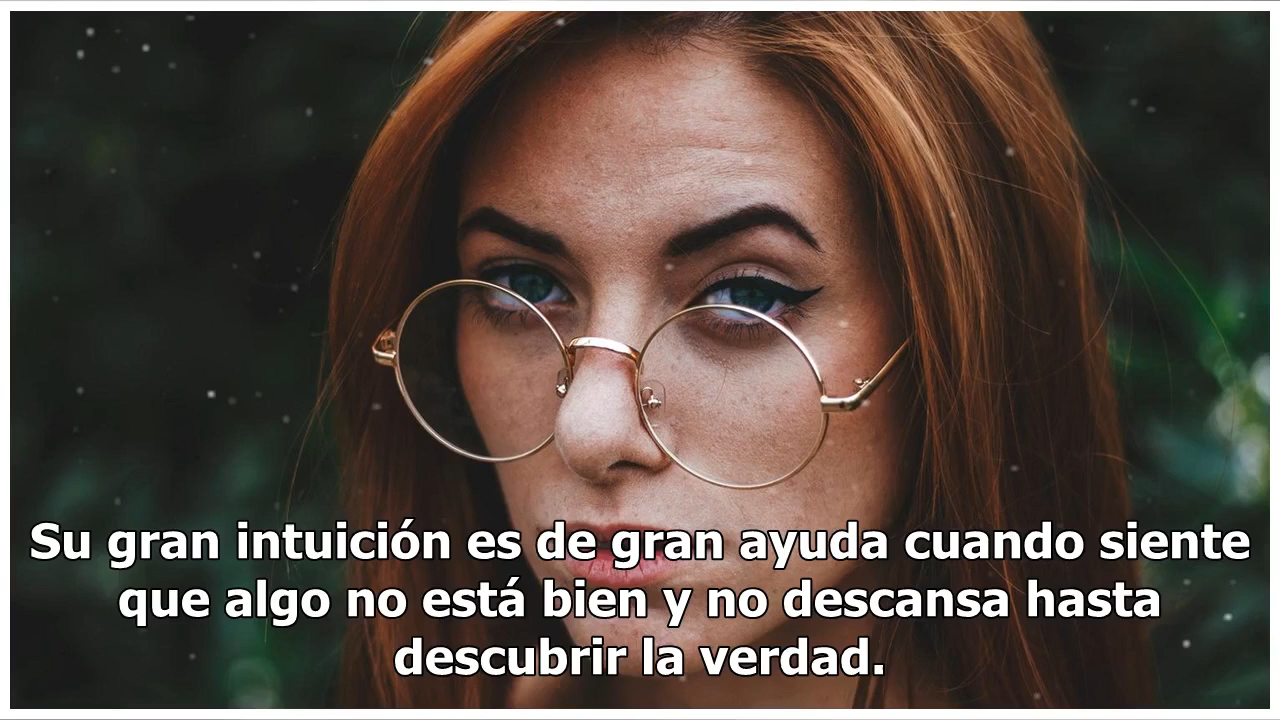 Su gran intuición es de gran ayuda cuando siente
que algo no está bien y no descansa hasta
descubrir la verdad.